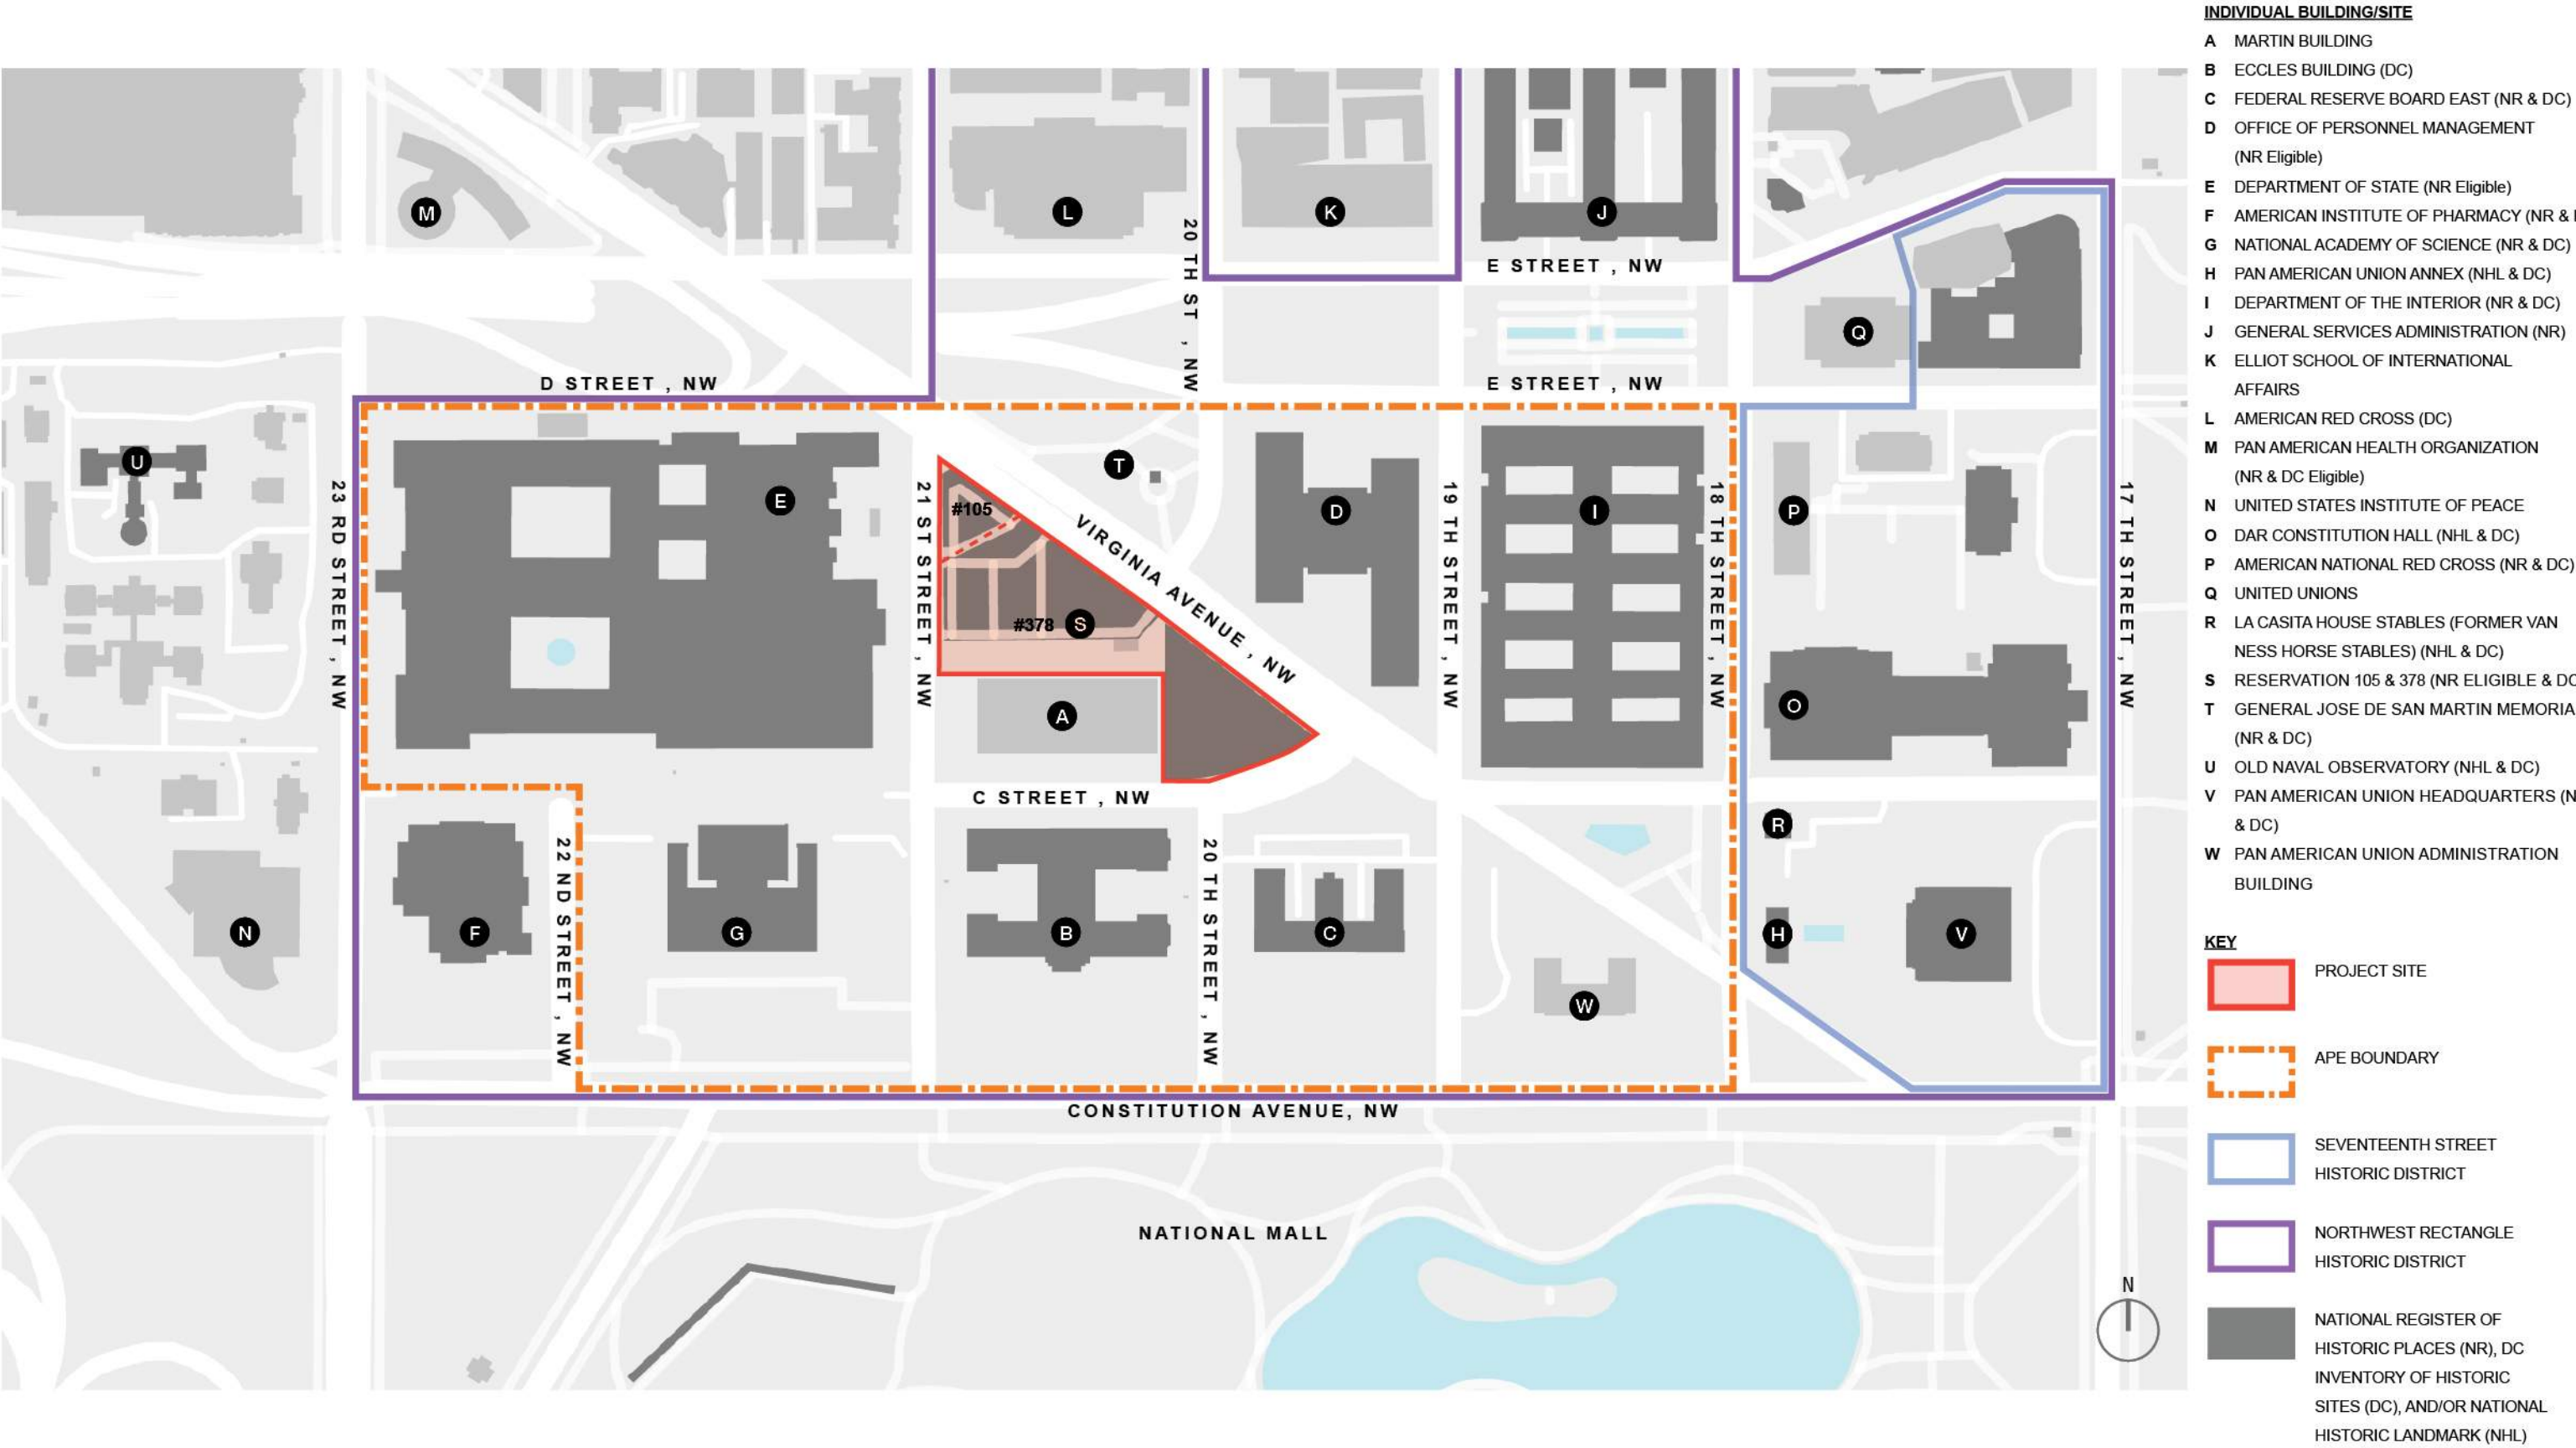 INDIVIDUAL BUILDING/SITE
A MARTIN BUILDING
B ECCLES BUILDING (DC)
C FEDERAL RESERVE BOARD EAST (NR & DC)
D OFFICE OF PERSONNEL MANAGEMENT
(NR Eligible)
E DEPARTMENT OF STATE (NR Eligible)
F AMERICAN INSTITUTE OF PHARMACY (NR &
G NATIONAL ACADEMY OF SCIENCE (NR & DC)
H PAN AMERICAN UNION ANNEX (NHL & DC)
I DEPARTMENT OF THE INTERIOR (NR & DC)
J GENERAL SERVICES ADMINISTRATION (NR)
K ELLIOT SCHOOL OF INTERNATIONAL
AFFAIRS
L AMERICAN RED CROSS (DC)
M PAN AMERICAN HEALTH ORGANIZATION
(NR & DC Eligible)
N UNITED STATES INSTITUTE OF PEACE
O DAR CONSTITUTION HALL (NHL & DC)
P AMERICAN NATIONAL RED CROSS (NR & DC)
Q UNITED UNIONS
R LA CASITA HOUSE STABLES (FORMER VAN
NESS HORSE STABLES) (NHL & DC)
S RESERVATION 105 & 378 (NR ELIGIBLE & DC
T GENERAL JOSE DE SAN MARTIN MEMORIA
(NR & DC)
U OLD NAVAL OBSERVATORY (NHL & DC)
V PAN AMERICAN UNION HEADQUARTERS (N
& DC)
W PAN AMERICAN UNION ADMINISTRATION
BUILDING
KEY
PROJECT SITE
APE BOUNDARY
SEVENTEENTH STREET
HISTORIC DISTRICT
NORTHWEST RECTANGLE
HISTORIC DISTRICT
NATIONAL REGISTER OF
HISTORIC PLACES (NR), DC
INVENTORY OF HISTORIC
SITES (DC), AND/OR NATIONAL
HISTORIC LANDMARK (NHL)
N
M
L
K
J
20 TH ST , NW
E STREET , NW
Q
D STREET , NW
E STREET , NW
U
23 RD STREET , NW
E
21 ST STREET , NW
#105
T
VIRGINIA AVENUE , NW
D
19 TH STREET , NW
I
18 TH STREET , NW
P
17 TH STREET , NW
#378
S
A
O
C STREET , NW
R
N
F
22 ND STREET , NW
G
B
20 TH STREET , NW
C
W
H
V
CONSTITUTION AVENUE, NW
NATIONAL MALL